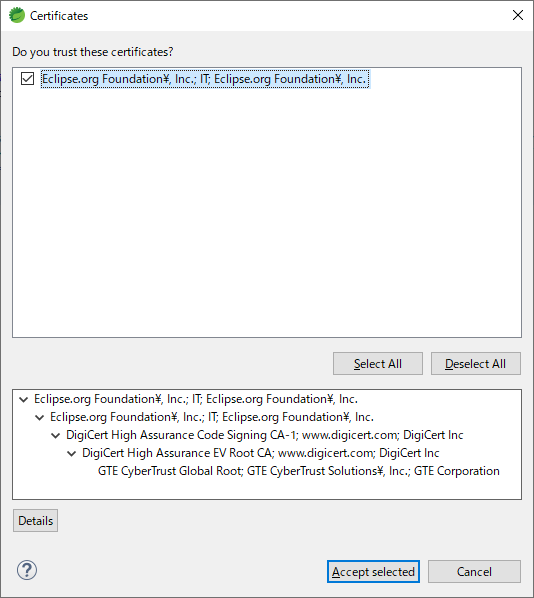 Certificates
Do you trust these certificates?
Eclipse.org Foundation¥, Inc.; IT; Eclipse.org Foundation¥, Inc.
Select All
Deselect All
Eclipse.org Foundation¥, Inc.; IT; Eclipse.org Foundation¥, Inc.
Eclipse.org Foundation¥, Inc.; IT; Eclipse.org Foundation¥, Inc.
DigiCert High Assurance Code Signing CA-1; www.digicert.com; DigiCert Inc
DigiCert High Assurance EV Root CA; www.digicert.com; DigiCert Inc
GTE CyberTrust Global Root; GTE CyberTrust Solutions¥, Inc.; GTE Corporation
Details
?
Accept selected
Cancel